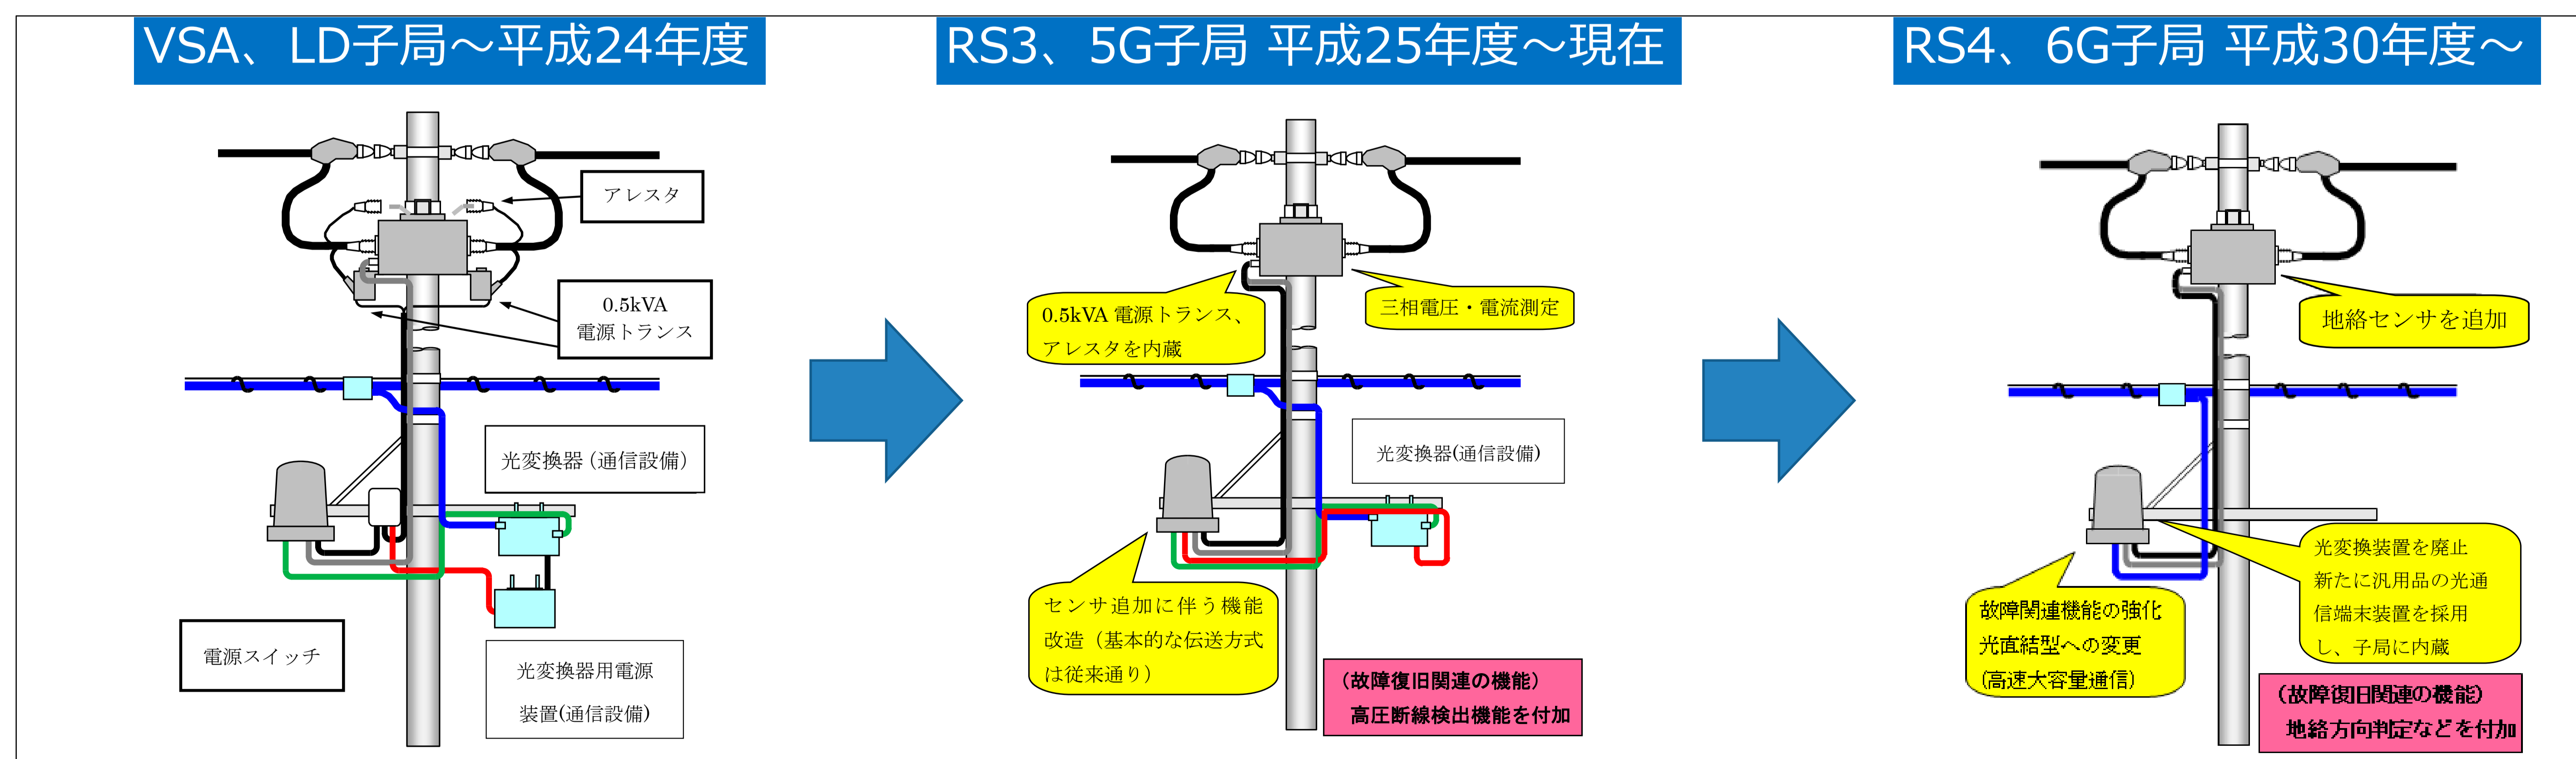 VSA、LD子局～平成24年度
アレスタ
0.5kVA
電源トランス
光変換器（通信設備）
電源スイッチ
光変換器用電源
装置(通信設備)
RS3、5G子局 平成25年度～現在
0.5kVA 電源トランス、
アレスタを内蔵
三相電圧・電流測定
光変換器(通信設備)
センサ追加に伴う機能
改造（基本的な伝送方式
は従来通り）
（故障復旧関連の機能）
高圧断線検出機能を付加
RS4、6G子局 平成30年度～
地絡センサを追加
故障関連機能の強化
光直結型への変更
(高速大容量通信)
光変換装置を廃止
新たに汎用品の光通
信端末装置を採用
し、子局に内蔵
（故障復旧関連の機能）
地絡方向判定などを付加